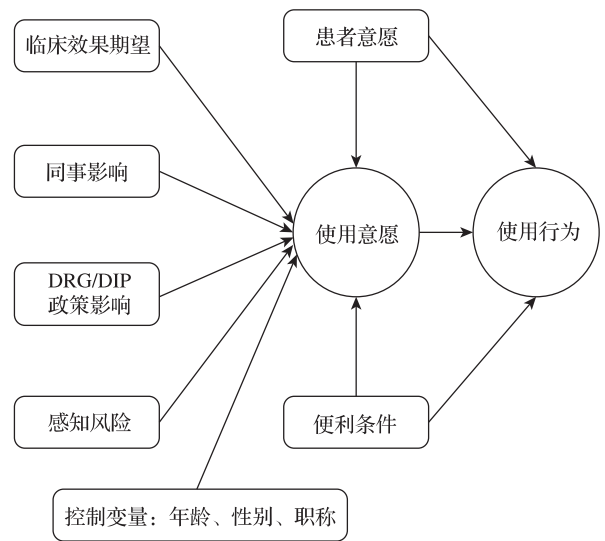 临床效果期望
患者意愿
同事影响
使用意愿
使用行为
DRG/DIP
政策影响
感知风险
便利条件
控制变量：年龄、性别、职称